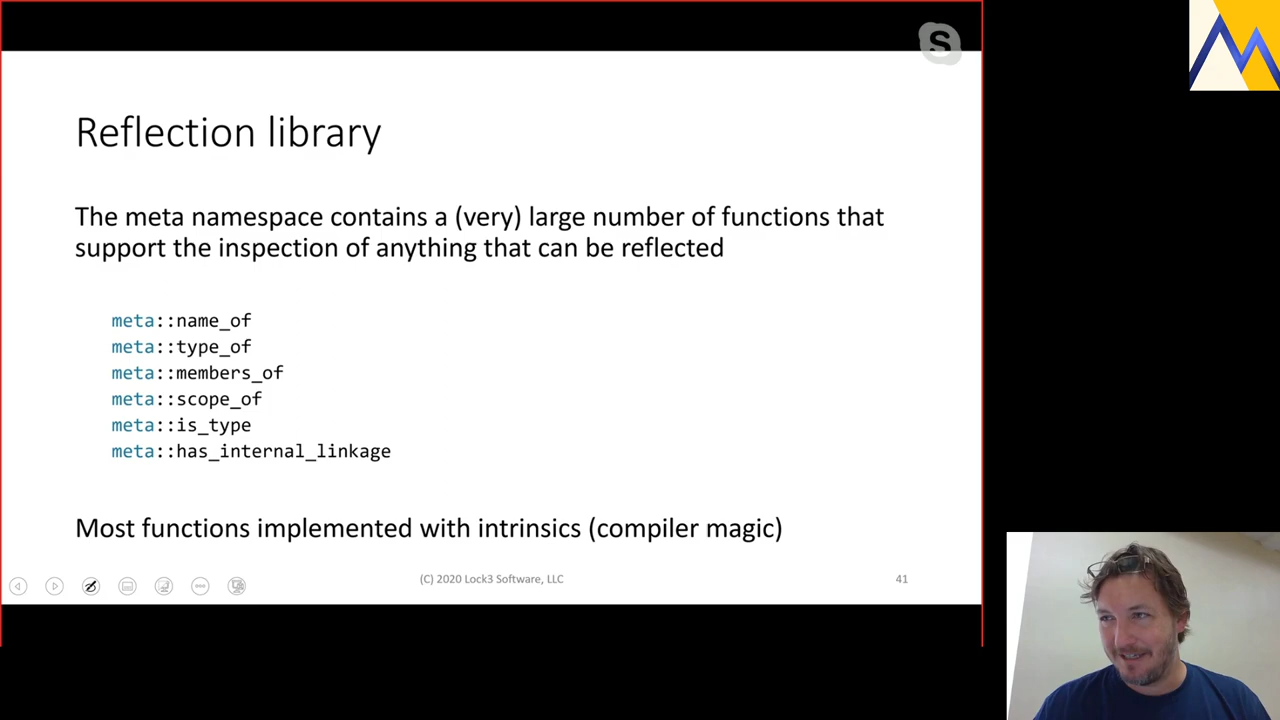 S
Reflection library
The meta namespace contains a (very) large number of functions that
support the inspection of anything that can be reflected
meta::name_of
meta::type_of
meta::members_of
meta::scope_of
meta::is_type
meta::has_internal_linkage
Most functions implemented with intrinsics (compiler magic)
(C) 2020 Lock3 Software, LLC
41